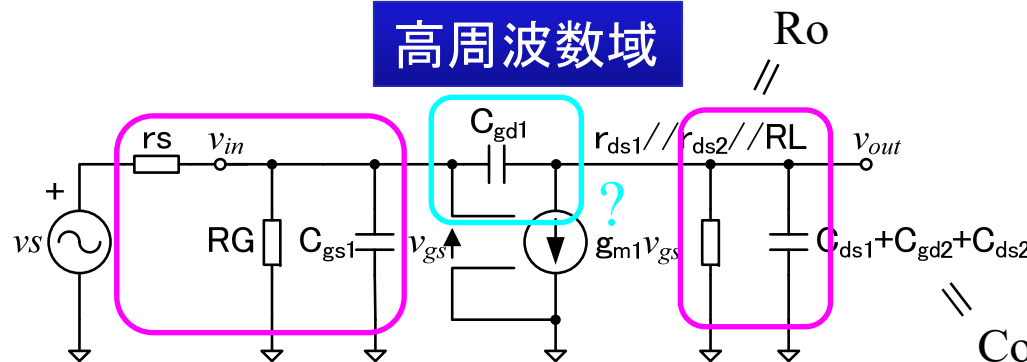 高周波数域
Ro
//
rs
vin
Cgd1
rds1//rds2//RL
vout
+
vs
RG
Cgs1
vgs
?
gm1vgs
Cds1+Cgd2+Cds2
\\
Co